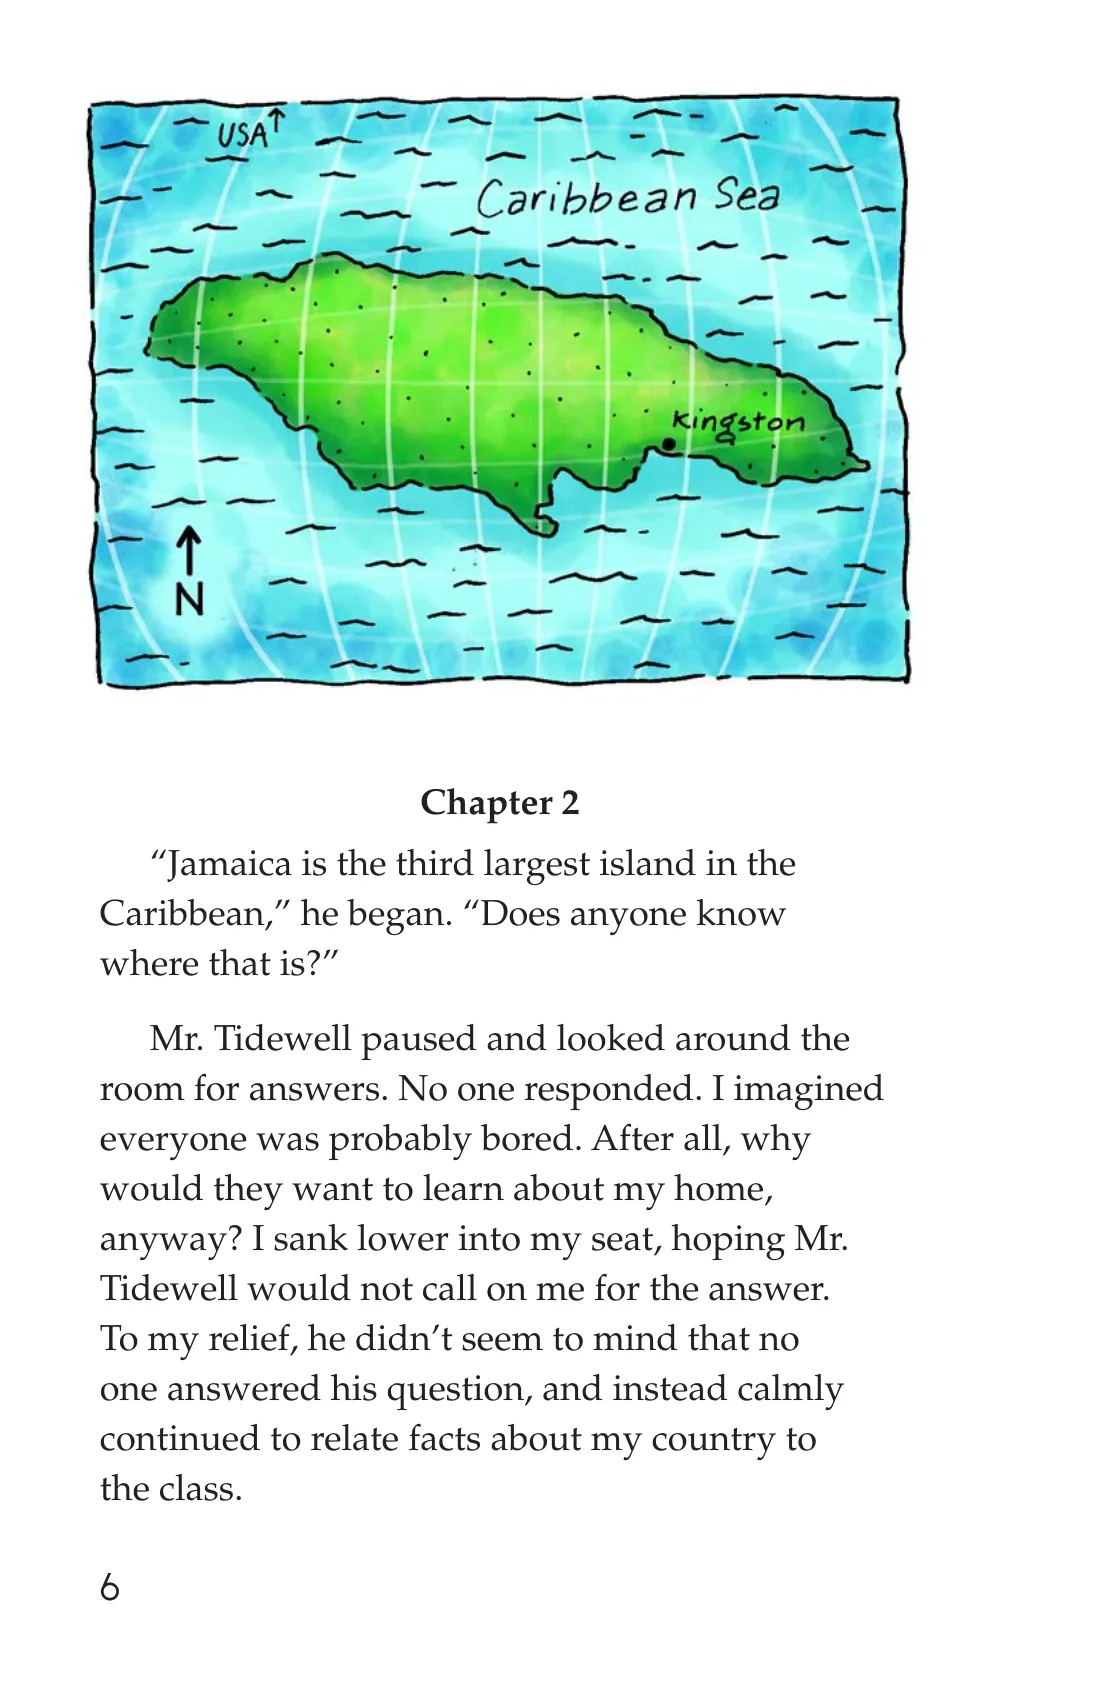 USA↑
Caribbean Sea
Kingston
↑
N
Chapter 2
“Jamaica is the third largest island in the
Caribbean,” he began. “Does anyone know
where that is?”
Mr. Tidewell paused and looked around the
room for answers. No one responded. I imagined
everyone was probably bored. After all, why
would they want to learn about my home,
anyway? I sank lower into my seat, hoping Mr.
Tidewell would not call on me for the answer.
To my relief, he didn’t seem to mind that no
one answered his question, and instead calmly
continued to relate facts about my country to
the class.
6